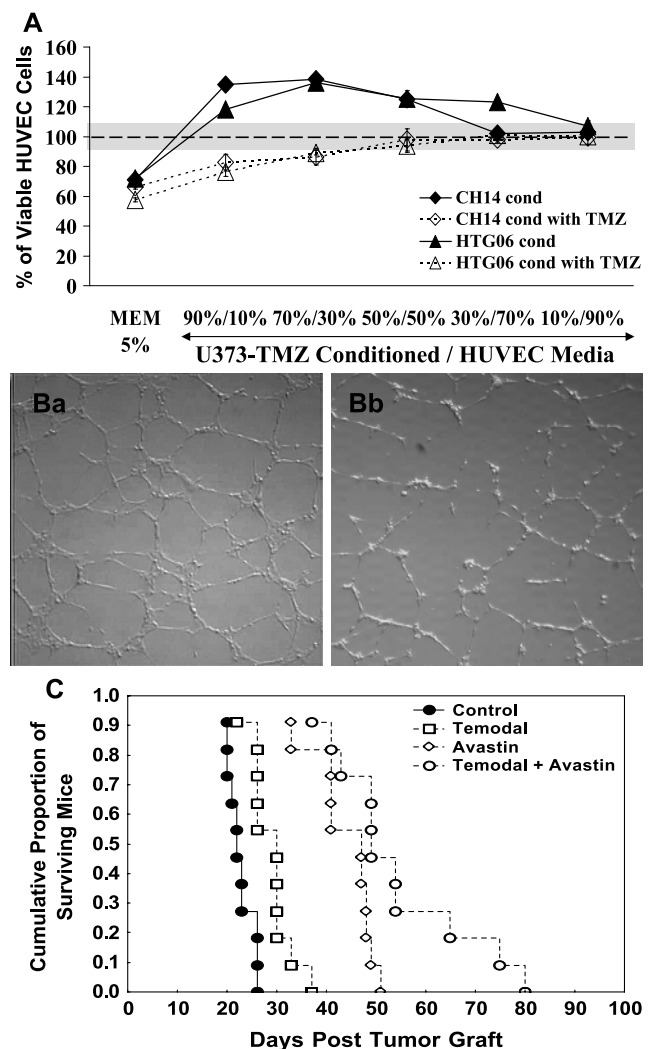 A
% of Viable HUVEC Cells
160
140
120
100
80
60
40
20
0
CH14 cond
CH14 cond with TMZ
HTG06 cond
HTG06 cond with TMZ
MEM 5%
90%/10% 70%/30% 50%/50% 30%/70% 10%/90%
U373-TMZ Conditioned / HUVEC Media
Ba
Bb
C
Cumulative Proportion of
Surviving Mice
1.0
0.9
0.8
0.7
0.6
0.5
0.4
0.3
0.2
0.1
0.0
Control
Temodal
Avastin
Temodal + Avastin
0 10 20 30 40 50 60 70 80 90 100
Days Post Tumor Graft